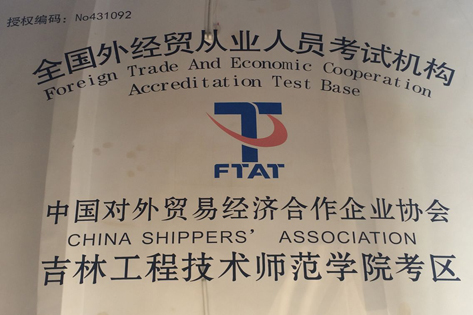 授权编码：No431092
全国外经贸从业人员考试机构
Foreign Trade And Economic Cooperation
Accreditation Test Base
FTAT
中国对外贸易经济合作企业协会
CHINA SHIPPERS' ASSOCIATION
吉林工程技术师范学院考区